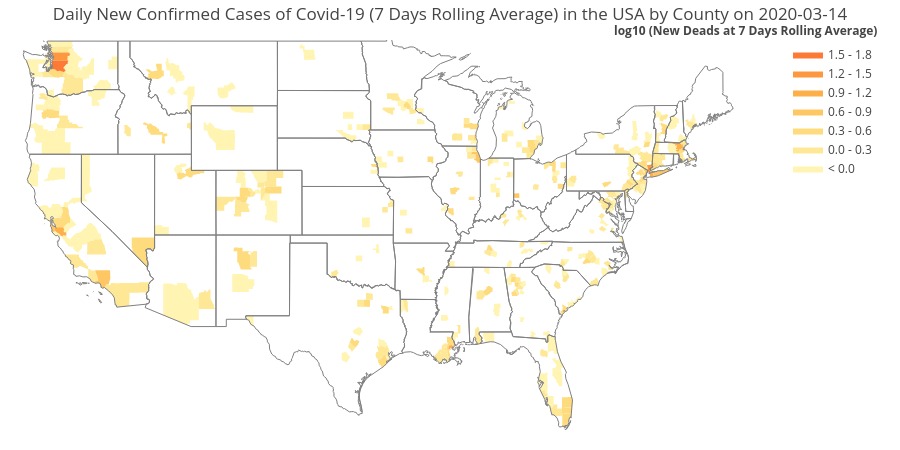 Daily New Confirmed Cases of Covid-19 (7 Days Rolling Average) in the USA by County on 2020-03-14
log10 (New Deads at 7 Days Rolling Average)
1.5 - 1.8
1.2 - 1.5
0.9 - 1.2
0.6 - 0.9
0.3 - 0.6
0.0 - 0.3
< 0.0